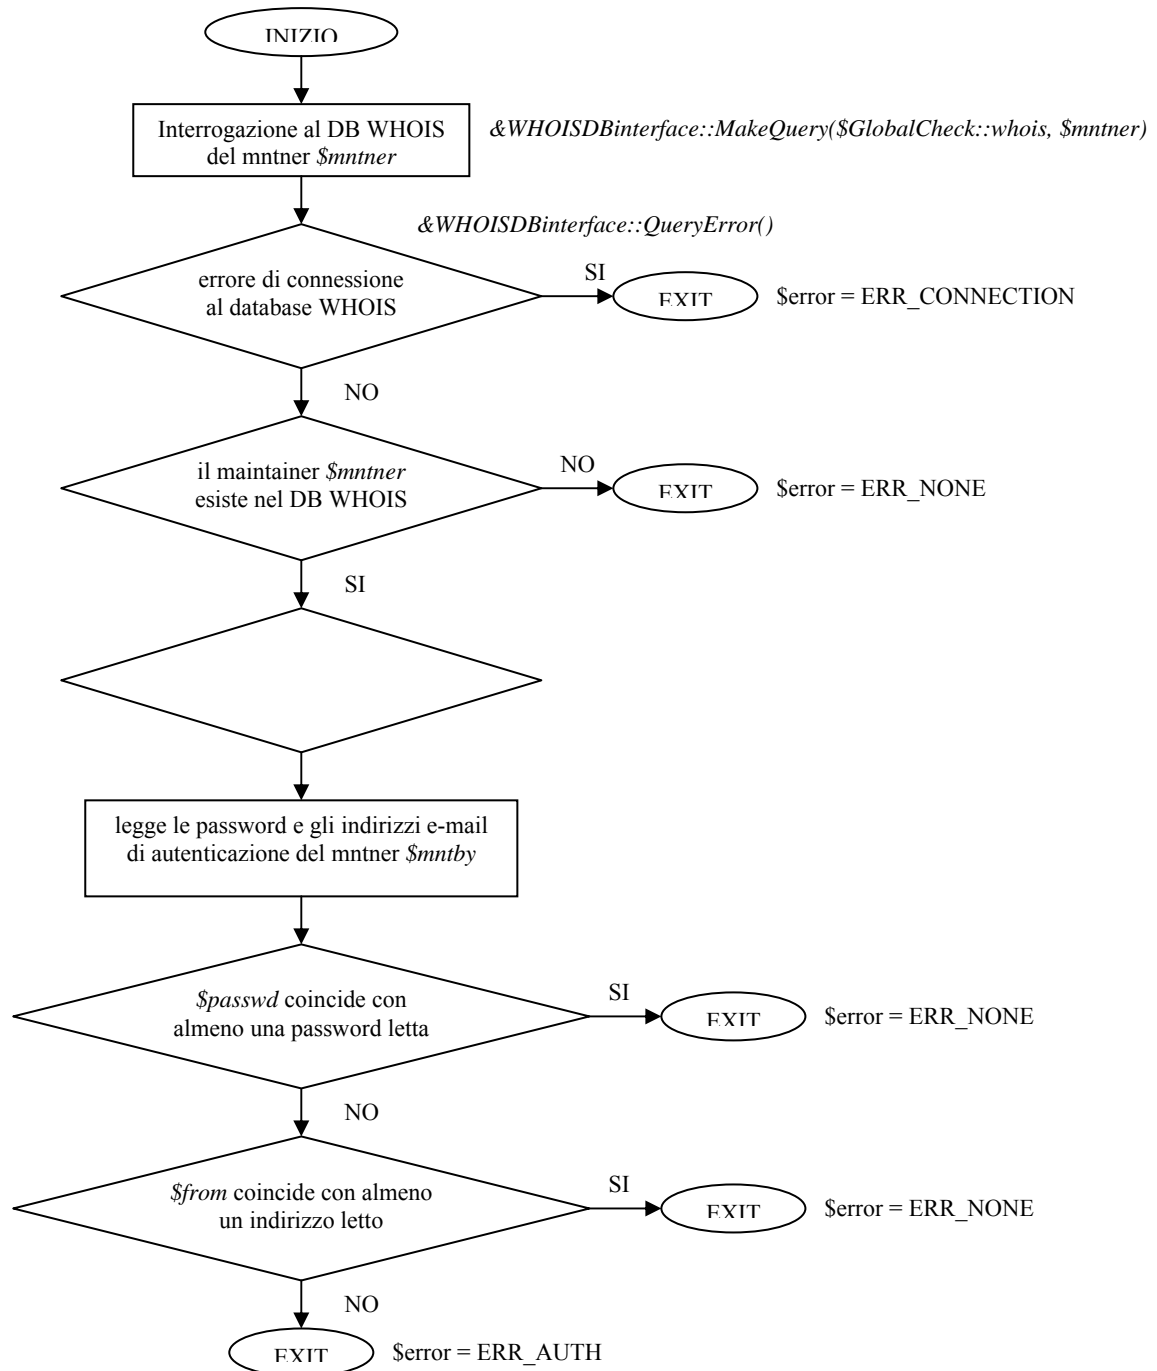 INIZIO
Interrogazione al DB WHOIS
del mntner $mntner
&WHOISDBinterface::MakeQuery($GlobalCheck::whois, $mntner)
&WHOISDBinterface::QueryError()
errore di connessione
al database WHOIS
SI
EXIT
$error = ERR_CONNECTION
NO
il maintainer $mntner
esiste nel DB WHOIS
NO
EXIT
$error = ERR_NONE
SI
legge le password e gli indirizzi e-mail
di autenticazione del mntner $mntby
$passwd coincide con
almeno una password letta
SI
EXIT
$error = ERR_NONE
NO
$from coincide con almeno
un indirizzo letto
SI
EXIT
$error = ERR_NONE
NO
EXIT
$error = ERR_AUTH